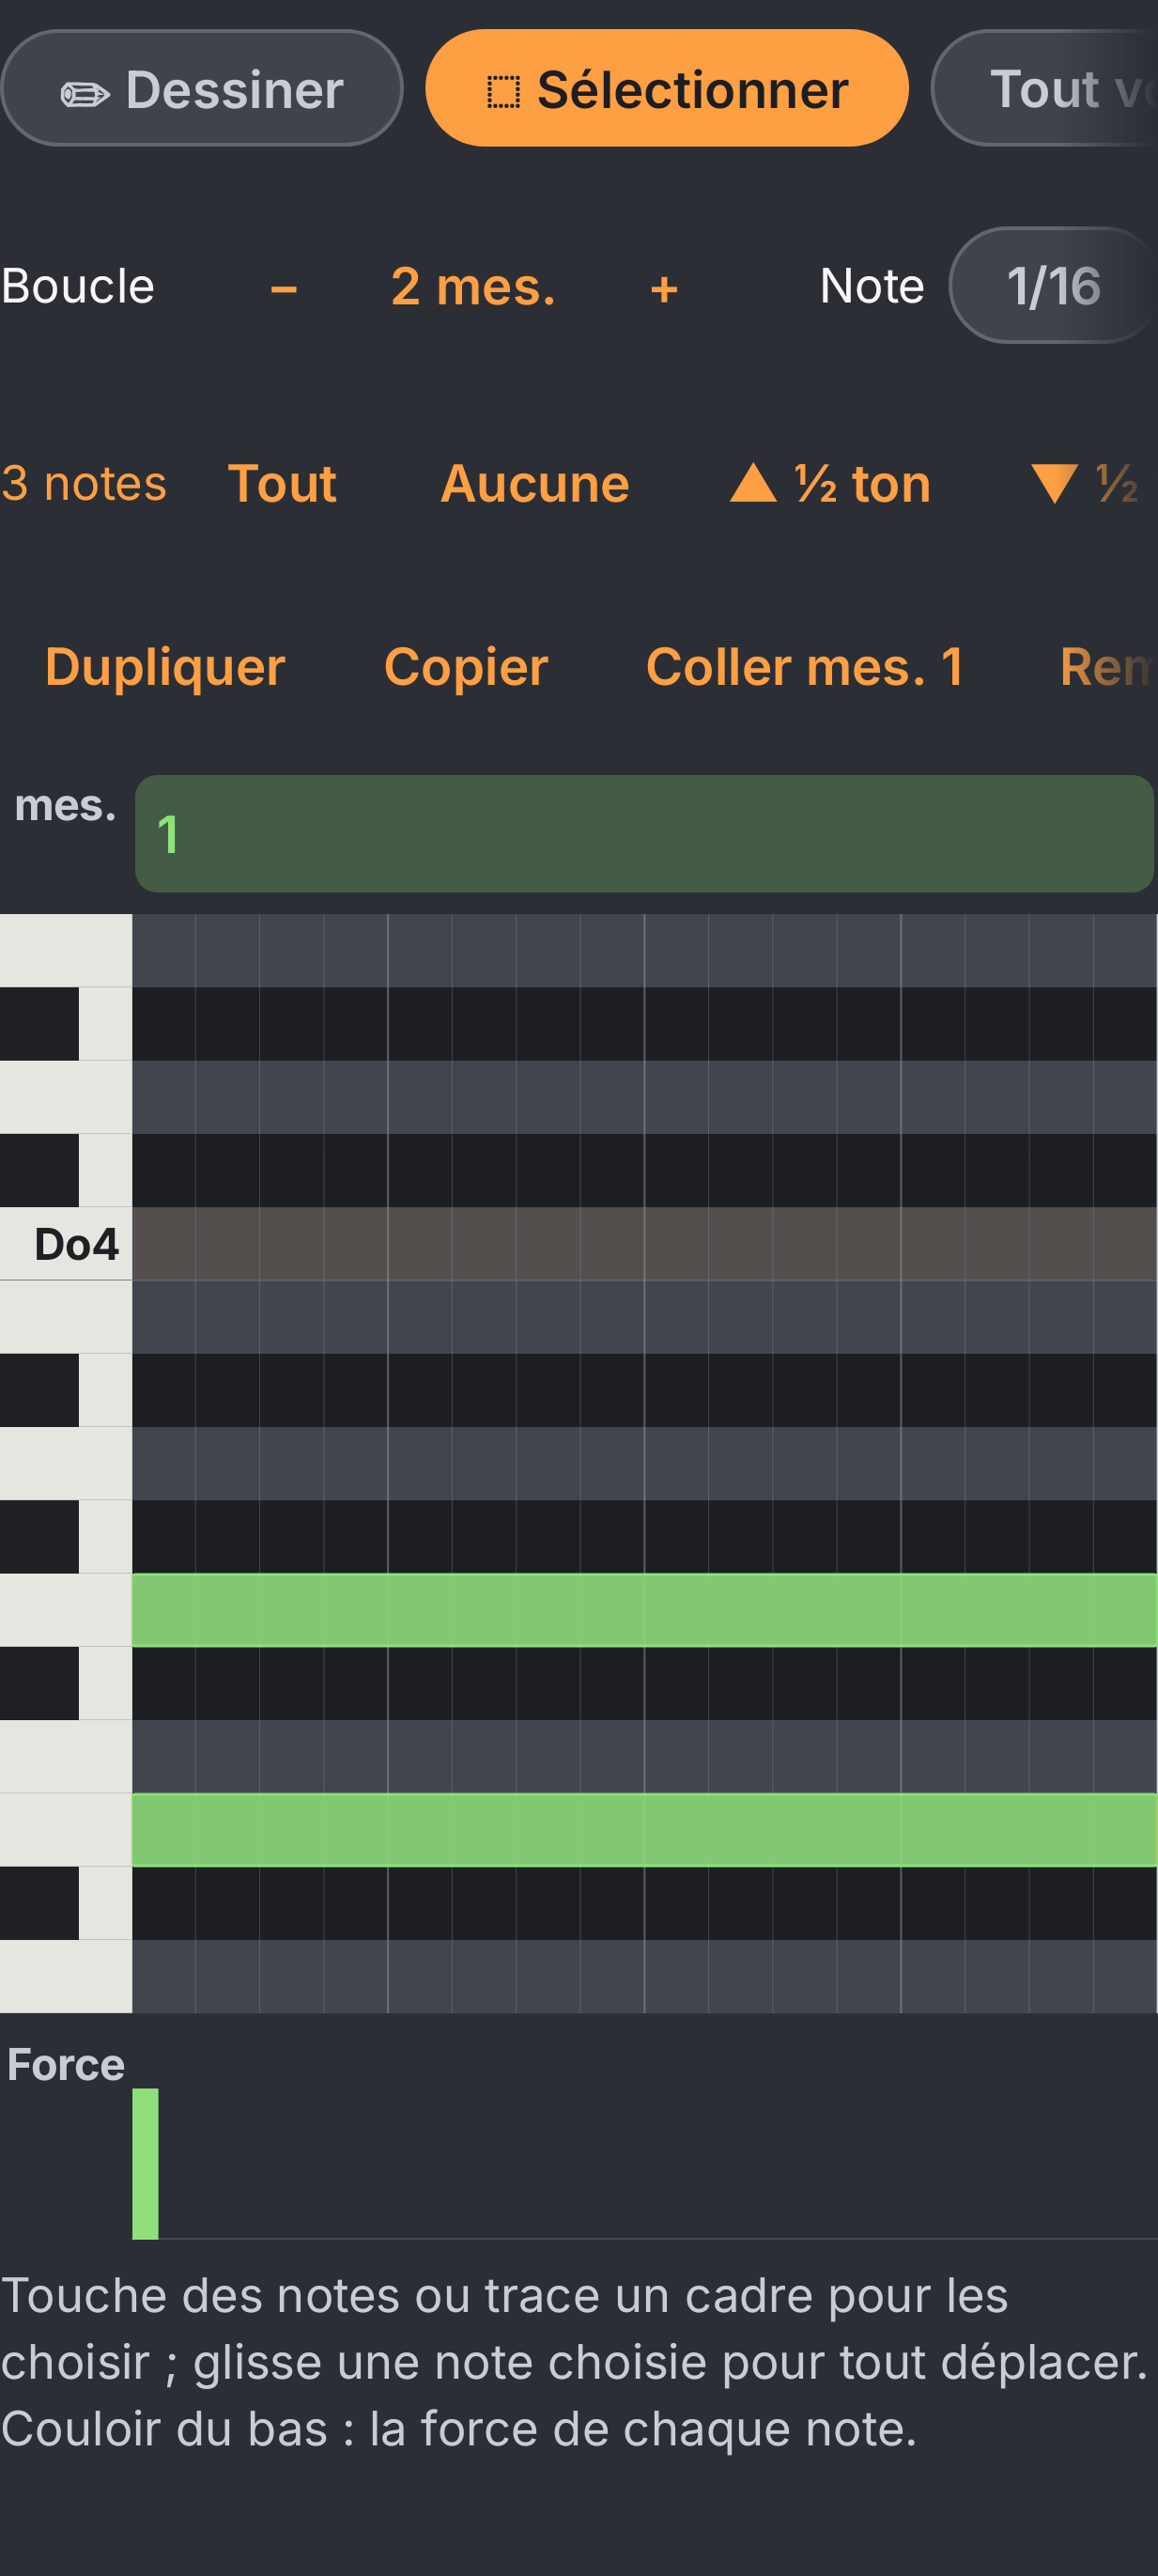 ✏ Dessiner Sélectionner Tout
Boucle − 2 mes. + Note 1/16
3 notes Tout Aucune ▲ ½ ton ▼ ½
Dupliquer Copier Coller mes. 1
mes. 1
Do4
Force
Touche des notes ou trace un cadre pour les
choisir ; glisse une note choisie pour tout déplacer.
Couloir du bas : la force de chaque note.